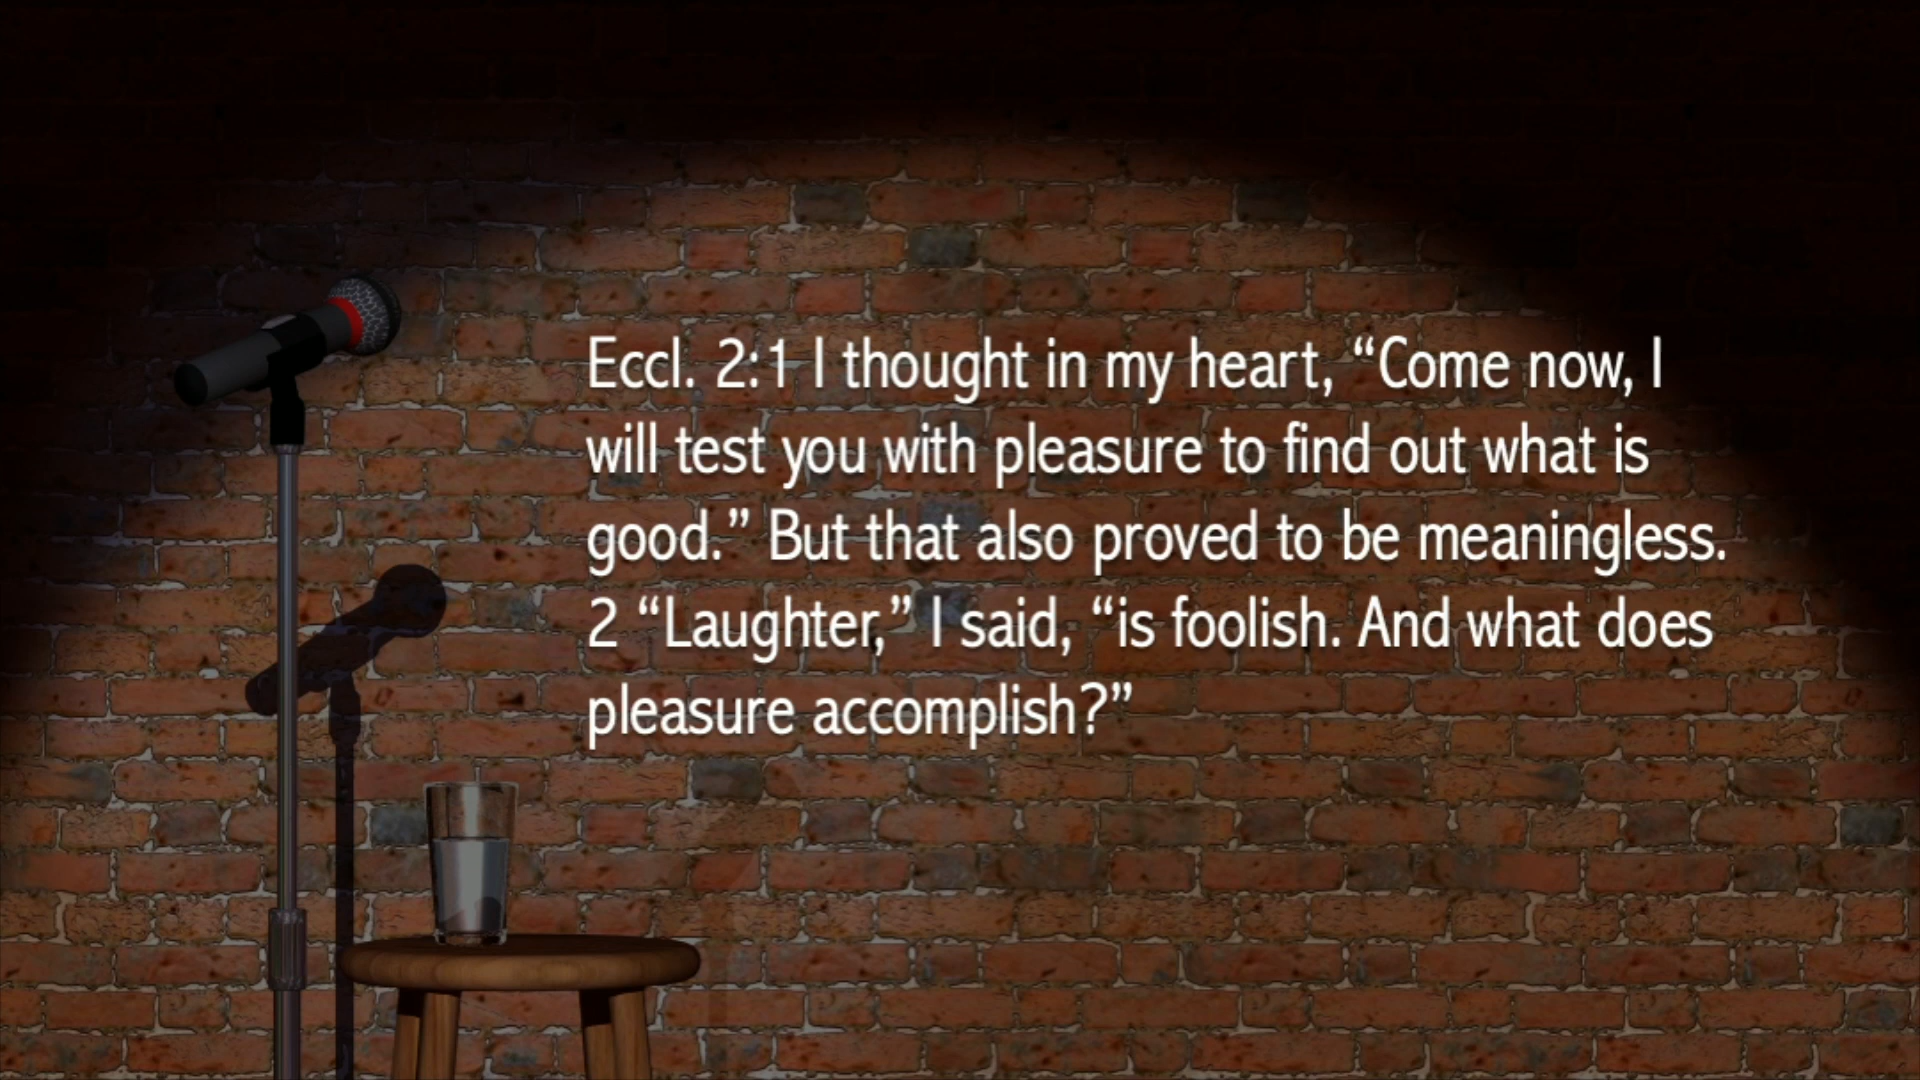 Eccl. 2:1 I thought in my heart, “Come now, I
will test you with pleasure to find out what is
good.” But that also proved to be meaningless.
2 “Laughter,” I said, “is foolish. And what does
pleasure accomplish?”